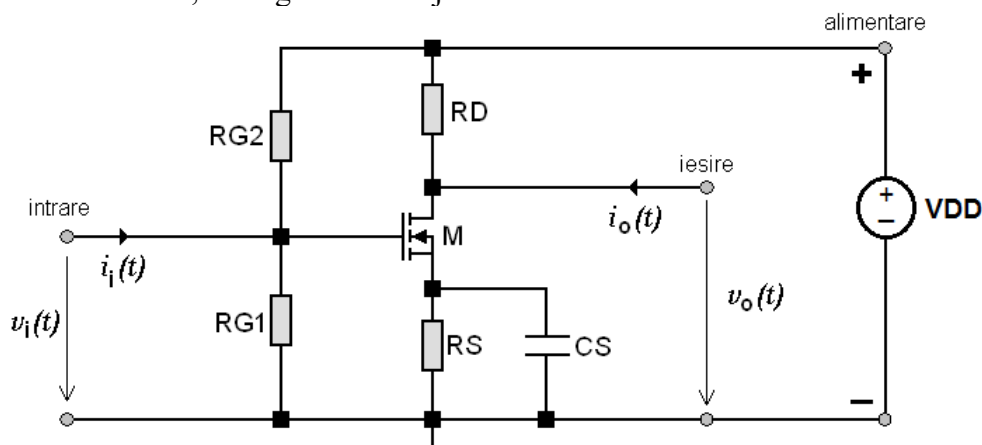 alimentare
+
RD
RG2
iesire
intrare
+
−
VDD
M
i_o(t)
i_i(t)
v_o(t)
v_i(t)
RG1
RS
CS
−